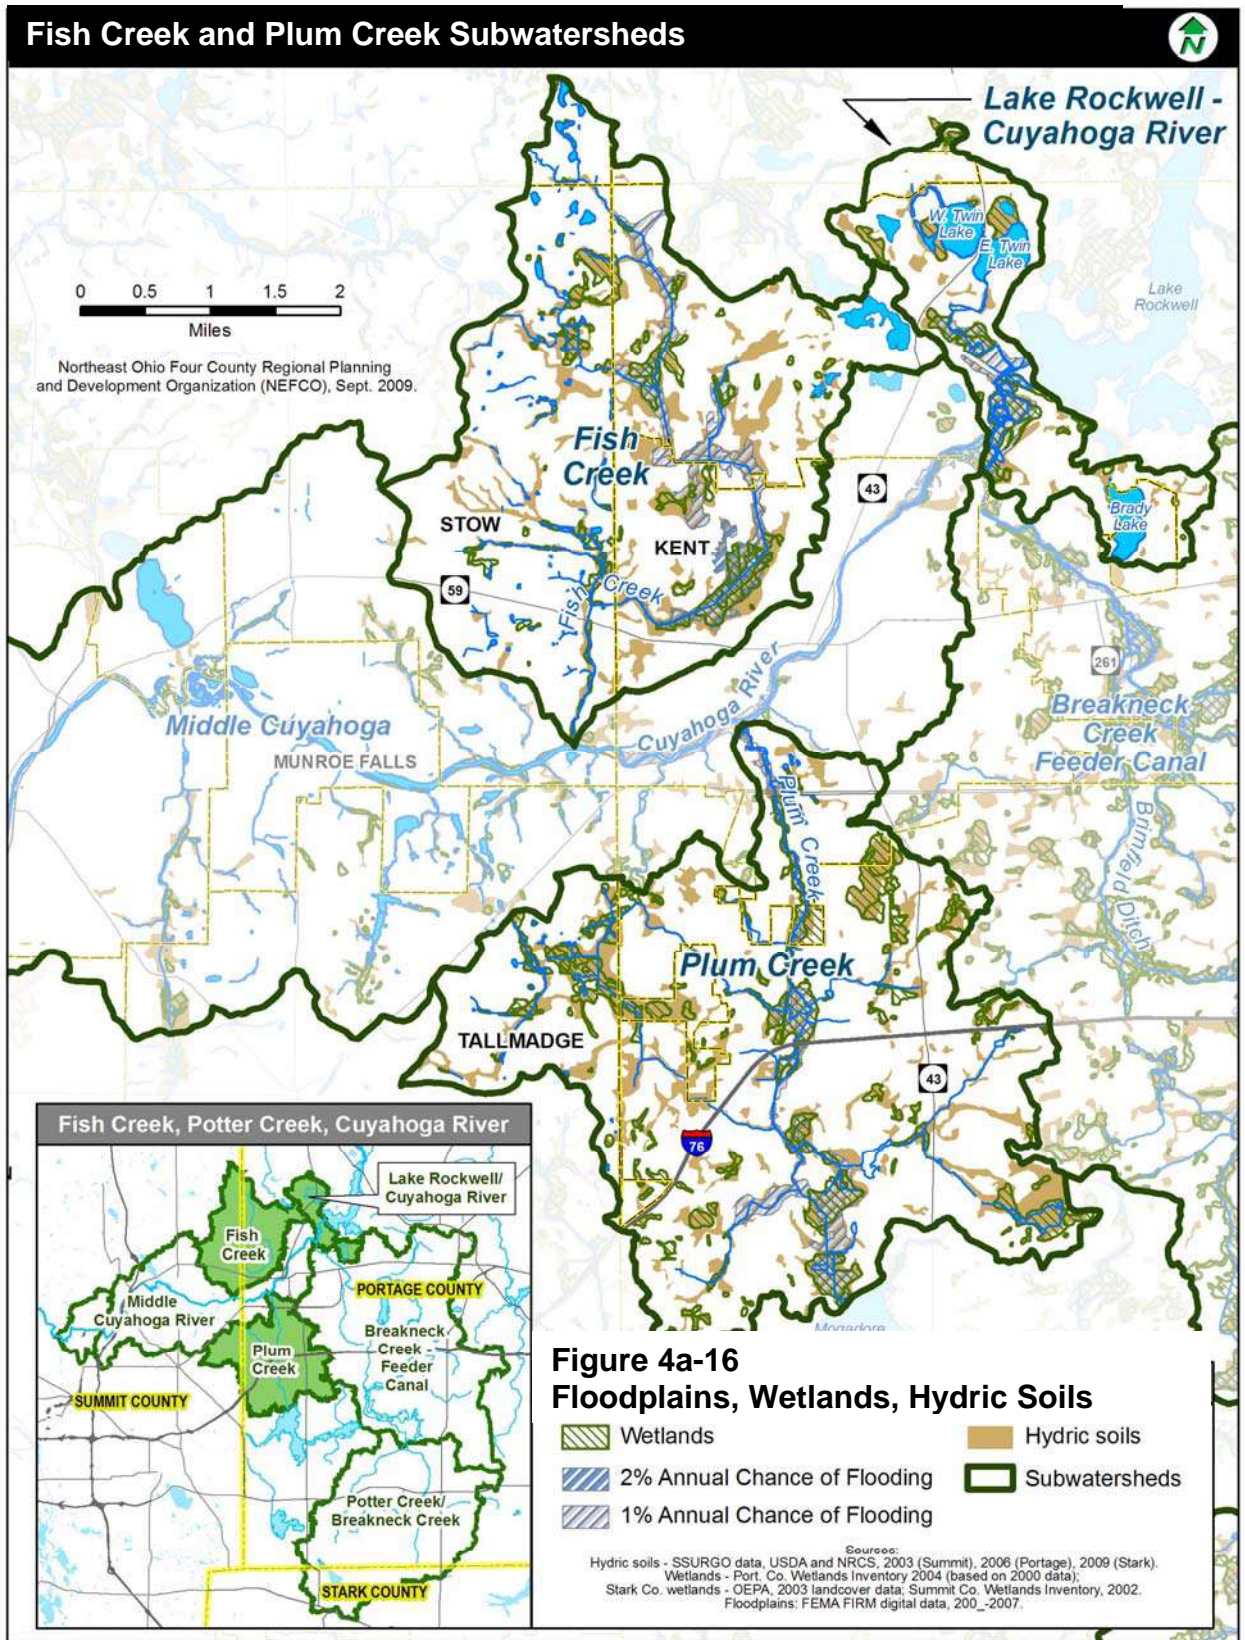 Fish Creek and Plum Creek Subwatersheds
N
Lake Rockwell -
Cuyahoga River
W. Twin
Lake
E. Twin
Lake
Lake
Rockwell
0 0.5 1 1.5 2
Miles
Northeast Ohio Four County Regional Planning
and Development Organization (NEFCO), Sept. 2009.
Fish
Creek
43
Brady
Lake
STOW
KENT
59
Fish Creek
261
Cuyahoga River
Middle Cuyahoga
MUNROE FALLS
Breakneck
Creek
Feeder Canal
Plum Creek
Brimfield Ditch
Plum Creek
TALLMADGE
43
76
Mogadore
Fish Creek, Potter Creek, Cuyahoga River
Lake Rockwell/
Cuyahoga River
Fish
Creek
PORTAGE COUNTY
Middle
Cuyahoga River
Breakneck
Creek -
Feeder
Canal
Plum
Creek
SUMMIT COUNTY
Potter Creek/
Breakneck Creek
STARK COUNTY
Figure 4a-16
Floodplains, Wetlands, Hydric Soils
Wetlands
Hydric soils
2% Annual Chance of Flooding
Subwatersheds
1% Annual Chance of Flooding
Sources:
Hydric soils - SSURGO data, USDA and NRCS, 2003 (Summit), 2006 (Portage), 2009 (Stark).
Wetlands - Port. Co. Wetlands Inventory 2004 (based on 2000 data);
Stark Co. wetlands - OEPA, 2003 landcover data; Summit Co. Wetlands Inventory, 2002.
Floodplains: FEMA FIRM digital data, 200_-2007.